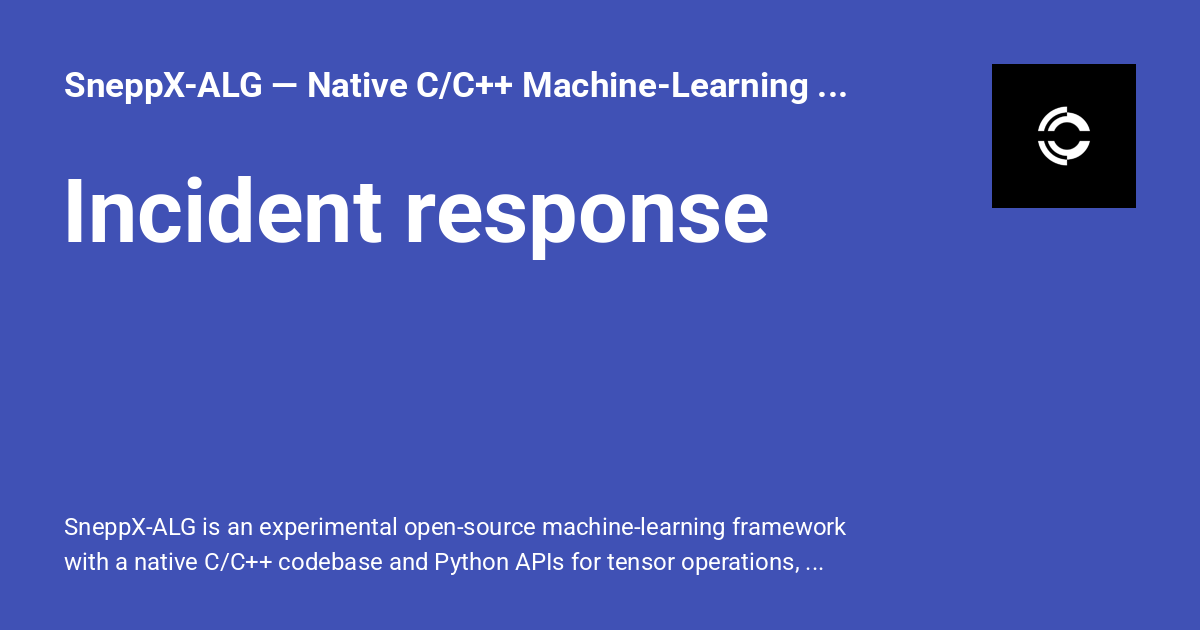 SneppX-ALG — Native C/C++ Machine-Learning ...
Incident response
SneppX-ALG is an experimental open-source machine-learning framework
with a native C/C++ codebase and Python APIs for tensor operations, ...